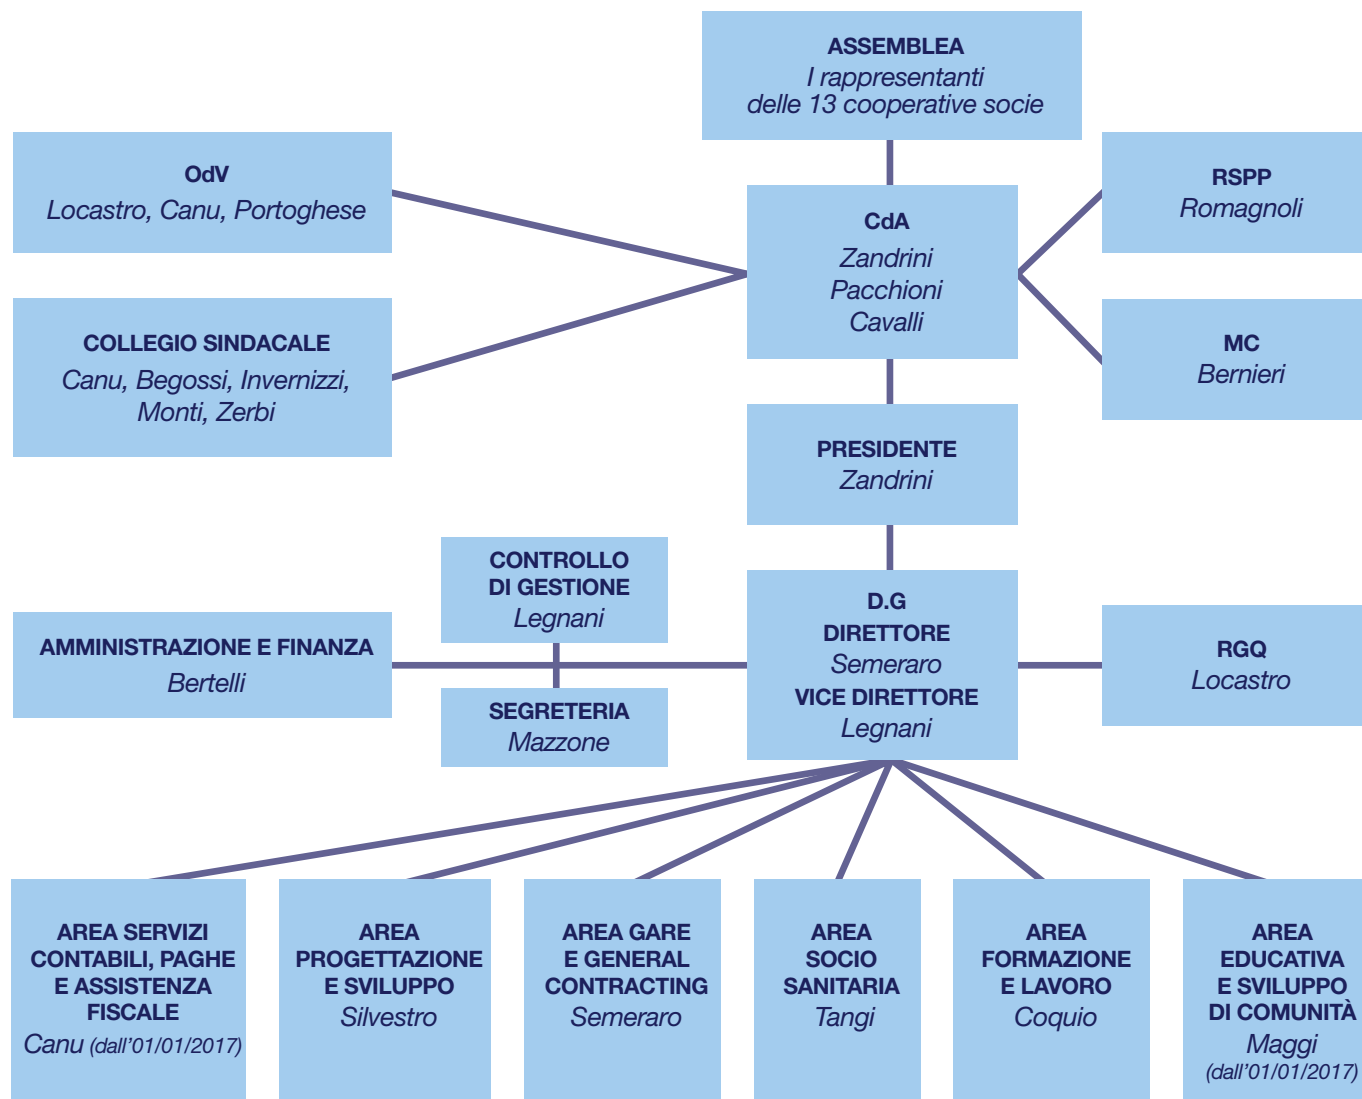 ASSEMBLEA
I rappresentanti
delle 13 cooperative socie
OdV
Locastro, Canu, Portoghese
RSPP
Romagnoli
CdA
Zandrini
Pacchioni
Cavalli
COLLEGIO SINDACALE
Canu, Begossi, Invernizzi,
Monti, Zerbi
MC
Bernieri
PRESIDENTE
Zandrini
CONTROLLO
DI GESTIONE
Legnani
AMMINISTRAZIONE E FINANZA
Bertelli
SEGRETERIA
Mazzone
D.G
DIRETTORE
Semeraro
VICE DIRETTORE
Legnani
RGQ
Locastro
AREA SERVIZI
CONTABILI, PAGHE
E ASSISTENZA
FISCALE
Canu (dall'01/01/2017)
AREA
PROGETTAZIONE
E SVILUPPO
Silvestro
AREA GARE
E GENERAL
CONTRACTING
Semeraro
AREA
SOCIO
SANITARIA
Tangi
AREA
FORMAZIONE
E LAVORO
Coquio
AREA
EDUCATIVA
E SVILUPPO
DI COMUNITÀ
Maggi
(dall'01/01/2017)